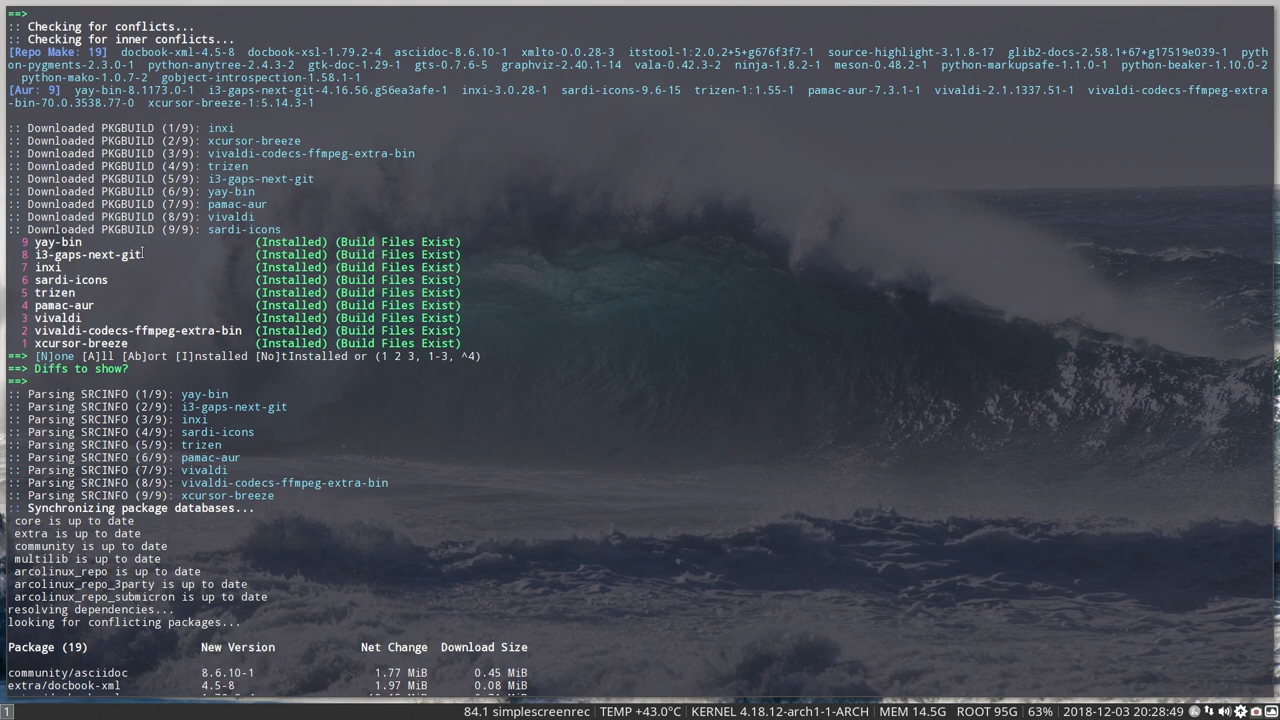 ==>
:: Checking for conflicts...
:: Checking for inner conflicts...
[Repo Make: 19]  docbook-xml-4.5-8  docbook-xsl-1.79.2-4  asciidoc-8.6.10-1  xmlto-0.0.28-3  itstool-1:2.0.2+5+g676f3f7-1  source-highlight-3.1.8-17  glib2-docs-2.58.1+67+g17519e039-1  pyth
on-pygments-2.3.0-1  python-anytree-2.4.3-2  gtk-doc-1.29-1  gts-0.7.6-5  graphviz-2.40.1-14  vala-0.42.3-2  ninja-1.8.2-1  meson-0.48.2-1  python-markupsafe-1.1.0-1  python-beaker-1.10.0-2
python-mako-1.0.7-2  gobject-introspection-1.58.1-1
[Aur: 9]  yay-bin-8.1173.0-1  i3-gaps-next-git-4.16.56.g56ea3afe-1  inxi-3.0.28-1  sardi-icons-9.6-15  trizen-1:1.55-1  pamac-aur-7.3.1-1  vivaldi-2.1.1337.51-1  vivaldi-codecs-ffmpeg-extra
-bin-70.0.3538.77-0  xcursor-breeze-1:5.14.3-1
:: Downloaded PKGBUILD (1/9): inxi
:: Downloaded PKGBUILD (2/9): xcursor-breeze
:: Downloaded PKGBUILD (3/9): vivaldi-codecs-ffmpeg-extra-bin
:: Downloaded PKGBUILD (4/9): trizen
:: Downloaded PKGBUILD (5/9): i3-gaps-next-git
:: Downloaded PKGBUILD (6/9): yay-bin
:: Downloaded PKGBUILD (7/9): pamac-aur
:: Downloaded PKGBUILD (8/9): vivaldi
:: Downloaded PKGBUILD (9/9): sardi-icons
9 yay-bin (Installed) (Build Files Exist)
8 i3-gaps-next-git (Installed) (Build Files Exist)
7 inxi (Installed) (Build Files Exist)
6 sardi-icons (Installed) (Build Files Exist)
5 trizen (Installed) (Build Files Exist)
4 pamac-aur (Installed) (Build Files Exist)
3 vivaldi (Installed) (Build Files Exist)
2 vivaldi-codecs-ffmpeg-extra-bin (Installed) (Build Files Exist)
1 xcursor-breeze (Installed) (Build Files Exist)
==> [N]one [A]ll [Ab]ort [I]nstalled [No]tInstalled or (1 2 3, 1-3, ^4)
==> Diffs to show?
==>
:: Parsing SRCINFO (1/9): yay-bin
:: Parsing SRCINFO (2/9): i3-gaps-next-git
:: Parsing SRCINFO (3/9): inxi
:: Parsing SRCINFO (4/9): sardi-icons
:: Parsing SRCINFO (5/9): trizen
:: Parsing SRCINFO (6/9): pamac-aur
:: Parsing SRCINFO (7/9): vivaldi
:: Parsing SRCINFO (8/9): vivaldi-codecs-ffmpeg-extra-bin
:: Parsing SRCINFO (9/9): xcursor-breeze
:: Synchronizing package databases...
core is up to date
extra is up to date
community is up to date
multilib is up to date
arcolinux_repo is up to date
arcolinux_repo_3party is up to date
arcolinux_repo_submicron is up to date
resolving dependencies...
looking for conflicting packages...
Package (19) New Version Net Change Download Size
community/asciidoc 8.6.10-1 1.77 MiB 0.45 MiB
extra/docbook-xml 4.5-8 1.97 MiB 0.08 MiB
1 84.1 simplescreenrec | TEMP +43.0°C | KERNEL 4.18.12-arch1-1-ARCH | MEM 14.5G | ROOT 95G | 63% | 2018-12-03 20:28:49